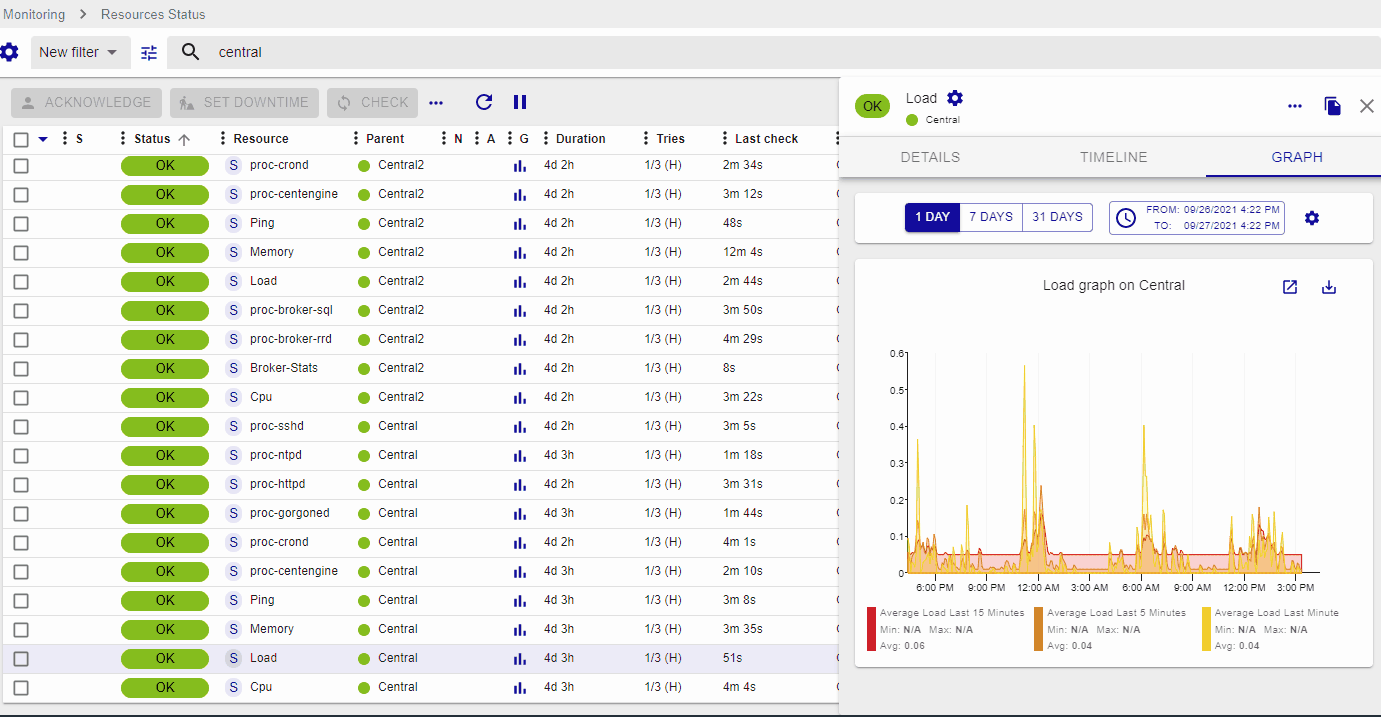 Monitoring > Resources Status
New filter central
ACKNOWLEDGE SET DOWNTIME CHECK
S Status Resource Parent N A G Duration Tries Last check
OK S proc-crond Central2 4d 2h 1/3 (H) 2m 34s
OK S proc-centengine Central2 4d 2h 1/3 (H) 3m 12s
OK S Ping Central2 4d 2h 1/3 (H) 48s
OK S Memory Central2 4d 2h 1/3 (H) 12m 4s
OK S Load Central2 4d 2h 1/3 (H) 2m 44s
OK S proc-broker-sql Central2 4d 2h 1/3 (H) 3m 50s
OK S proc-broker-rrd Central2 4d 2h 1/3 (H) 4m 29s
OK S Broker-Stats Central2 4d 2h 1/3 (H) 8s
OK S Cpu Central2 4d 2h 1/3 (H) 3m 22s
OK S proc-sshd Central 4d 2h 1/3 (H) 3m 5s
OK S proc-ntpd Central 4d 3h 1/3 (H) 1m 18s
OK S proc-httpd Central 4d 2h 1/3 (H) 3m 31s
OK S proc-gorgoned Central 4d 3h 1/3 (H) 1m 44s
OK S proc-crond Central 4d 2h 1/3 (H) 4m 1s
OK S proc-centengine Central 4d 3h 1/3 (H) 2m 10s
OK S Ping Central 4d 3h 1/3 (H) 3m 8s
OK S Memory Central 4d 3h 1/3 (H) 3m 35s
OK S Load Central 4d 3h 1/3 (H) 51s
OK S Cpu Central 4d 3h 1/3 (H) 4m 4s
OK Load
Central
DETAILS TIMELINE GRAPH
1 DAY 7 DAYS 31 DAYS
FROM: 09/26/2021 4:22 PM
TO: 09/27/2021 4:22 PM
Load graph on Central
0.6
0.5
0.4
0.3
0.2
0.1
0
6:00 PM 9:00 PM 12:00 AM 3:00 AM 6:00 AM 9:00 AM 12:00 PM 3:00 PM
Average Load Last 15 Minutes
Min: N/A Max: N/A
Avg: 0.06
Average Load Last 5 Minutes
Min: N/A Max: N/A
Avg: 0.04
Average Load Last Minute
Min: N/A Max: N/A
Avg: 0.04